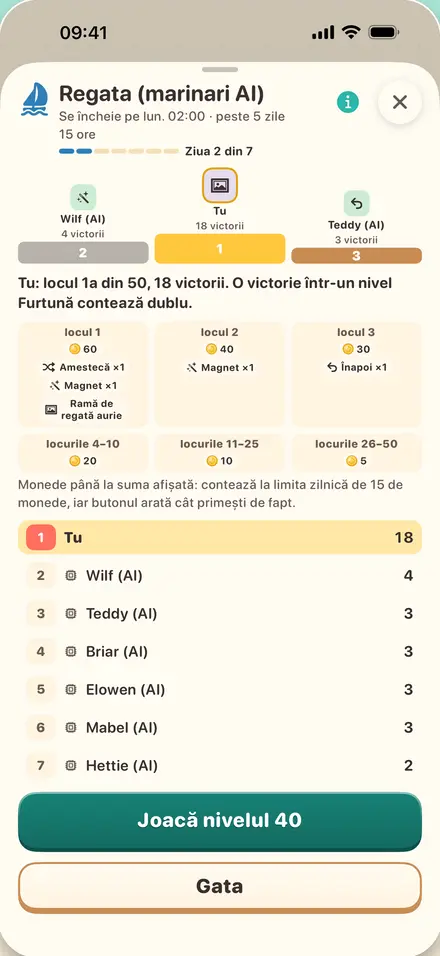 09:41
Regata (marinari AI)
Se încheie pe lun. 02:00 · peste 5 zile
15 ore
Ziua 2 din 7
Wilf (AI)
4 victorii
2
Tu
18 victorii
1
Teddy (AI)
3 victorii
3
Tu: locul 1a din 50, 18 victorii. O victorie într-un nivel
Furtună contează dublu.
locul 1
60
Amestecă ×1
Magnet ×1
Ramă de
regată aurie
locul 2
40
Magnet ×1
locul 3
30
Înapoi ×1
locurile 4–10
20
locurile 11–25
10
locurile 26–50
5
Monede până la suma afișată: contează la limita zilnică de 15 de
monede, iar butonul arată cât primești de fapt.
1 Tu 18
2 Wilf (AI) 4
3 Teddy (AI) 3
4 Briar (AI) 3
5 Elowen (AI) 3
6 Mabel (AI) 3
7 Hettie (AI) 2
Joacă nivelul 40
Gata